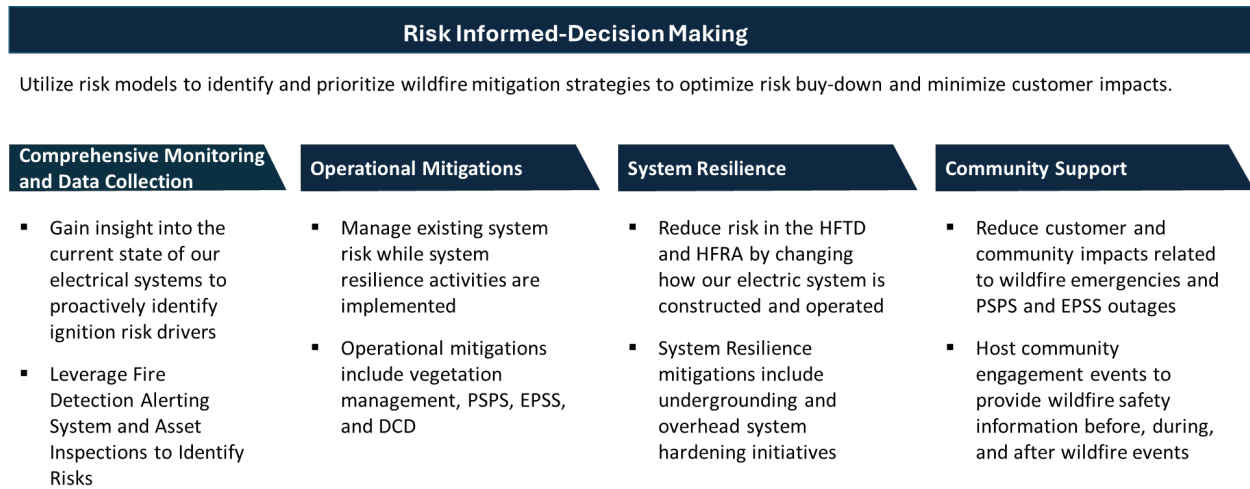 Risk Informed-Decision Making
Utilize risk models to identify and prioritize wildfire mitigation strategies to optimize risk buy-down and minimize customer impacts.
Comprehensive Monitoring
and Data Collection
▪ Gain insight into the
current state of our
electrical systems to
proactively identify
ignition risk drivers
▪ Leverage Fire
Detection Alerting
System and Asset
Inspections to Identify
Risks
Operational Mitigations
▪ Manage existing system
risk while system
resilience activities are
implemented
▪ Operational mitigations
include vegetation
management, PSPS, EPSS,
and DCD
System Resilience
▪ Reduce risk in the HFTD
and HFRA by changing
how our electric system is
constructed and operated
▪ System Resilience
mitigations include
undergrounding and
overhead system
hardening initiatives
Community Support
▪ Reduce customer and
community impacts related
to wildfire emergencies and
PSPS and EPSS outages
▪ Host community
engagement events to
provide wildfire safety
information before, during,
and after wildfire events